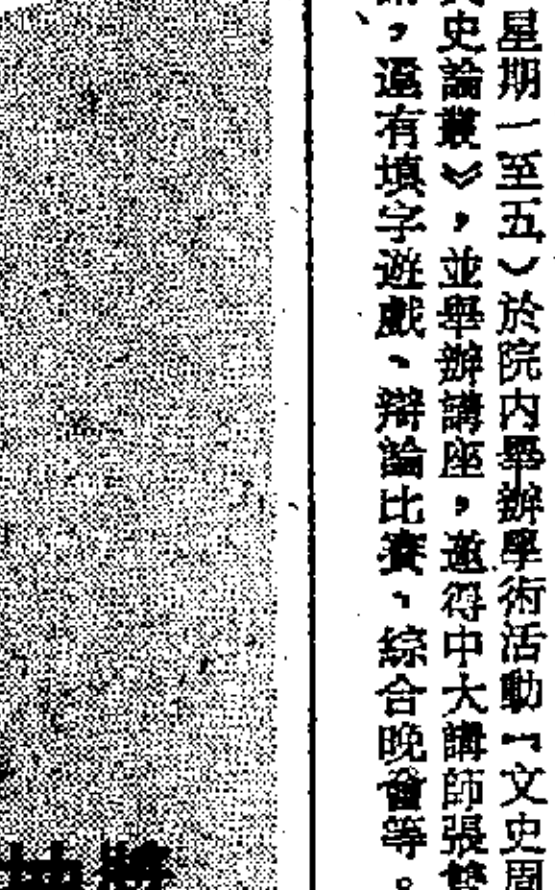 星期一至五）於院內舉辦學術活動『文史周
史論叢》，並舉辦講座，邀得中大講師張雙
，還有填字遊戲、辯論比賽、綜合晚會等。